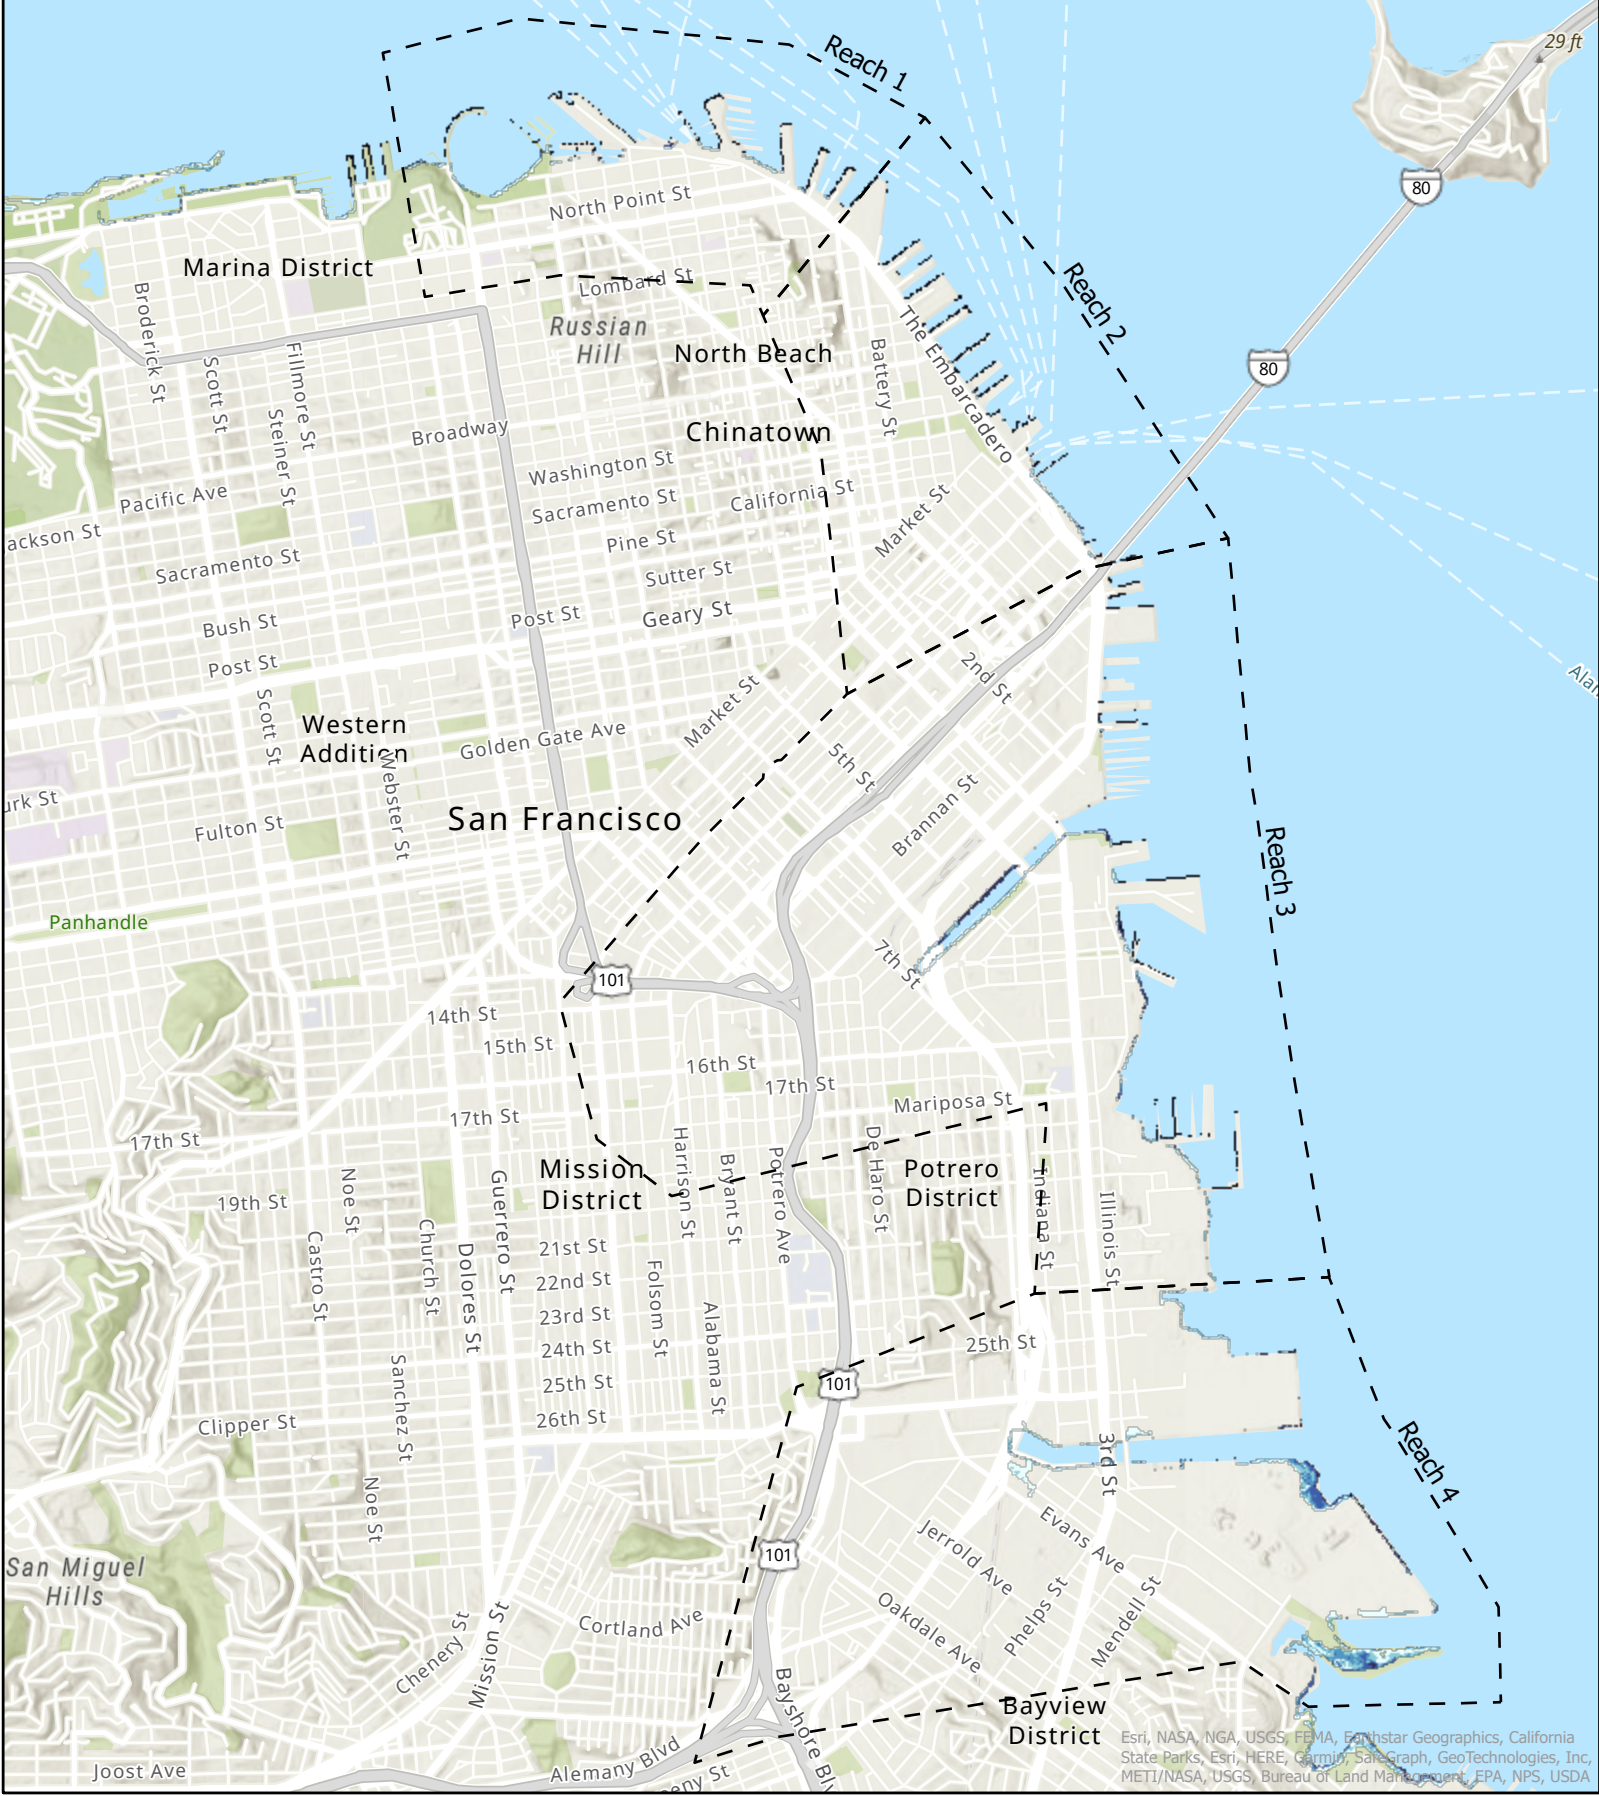 29 ft
Reach 1
80
North Point St
Marina District
Lombard St
Reach 2
Broderick St
Russian
Hill
North Beach
The Embarcadero
80
Scott St
Fillmore St
Battery St
Steiner St
Broadway
Chinatown
Washington St
Pacific Ave
Sacramento St
California St
Market St
ackson St
Pine St
Sacramento St
Sutter St
Bush St
Post St
Geary St
Post St
2nd St
Alan
Scott St
Western
Addition
Market St
Golden Gate Ave
5th St
Webster St
urk St
San Francisco
Fulton St
Brannan St
Reach 3
Panhandle
7th St
101
14th St
15th St
16th St
17th St
Mariposa St
17th St
17th St
Mission
District
Harrison St
Bryant St
Potrero Ave
De Haro St
Potrero
District
Indiana St
Illinois St
19th St
Noe St
Guerrero St
Castro St
Church St
Dolores St
21st St
22nd St
23rd St
24th St
25th St
26th St
Folsom St
Alabama St
25th St
101
Sanchez St
Clipper St
3rd St
Reach 4
Noe St
Evans Ave
Jerrold Ave
101
San Miguel
Hills
Phelps St
Mendell St
Oakdale Ave
Cortland Ave
Chenery St
Mission St
Bayshore Blv
Bayview
District
Alemany Blvd
Joost Ave
eny St
Esri, NASA, NGA, USGS, FEMA, Earthstar Geographics, California
State Parks, Esri, HERE, Garmin, SafeGraph, GeoTechnologies, Inc,
METI/NASA, USGS, Bureau of Land Management, EPA, NPS, USDA